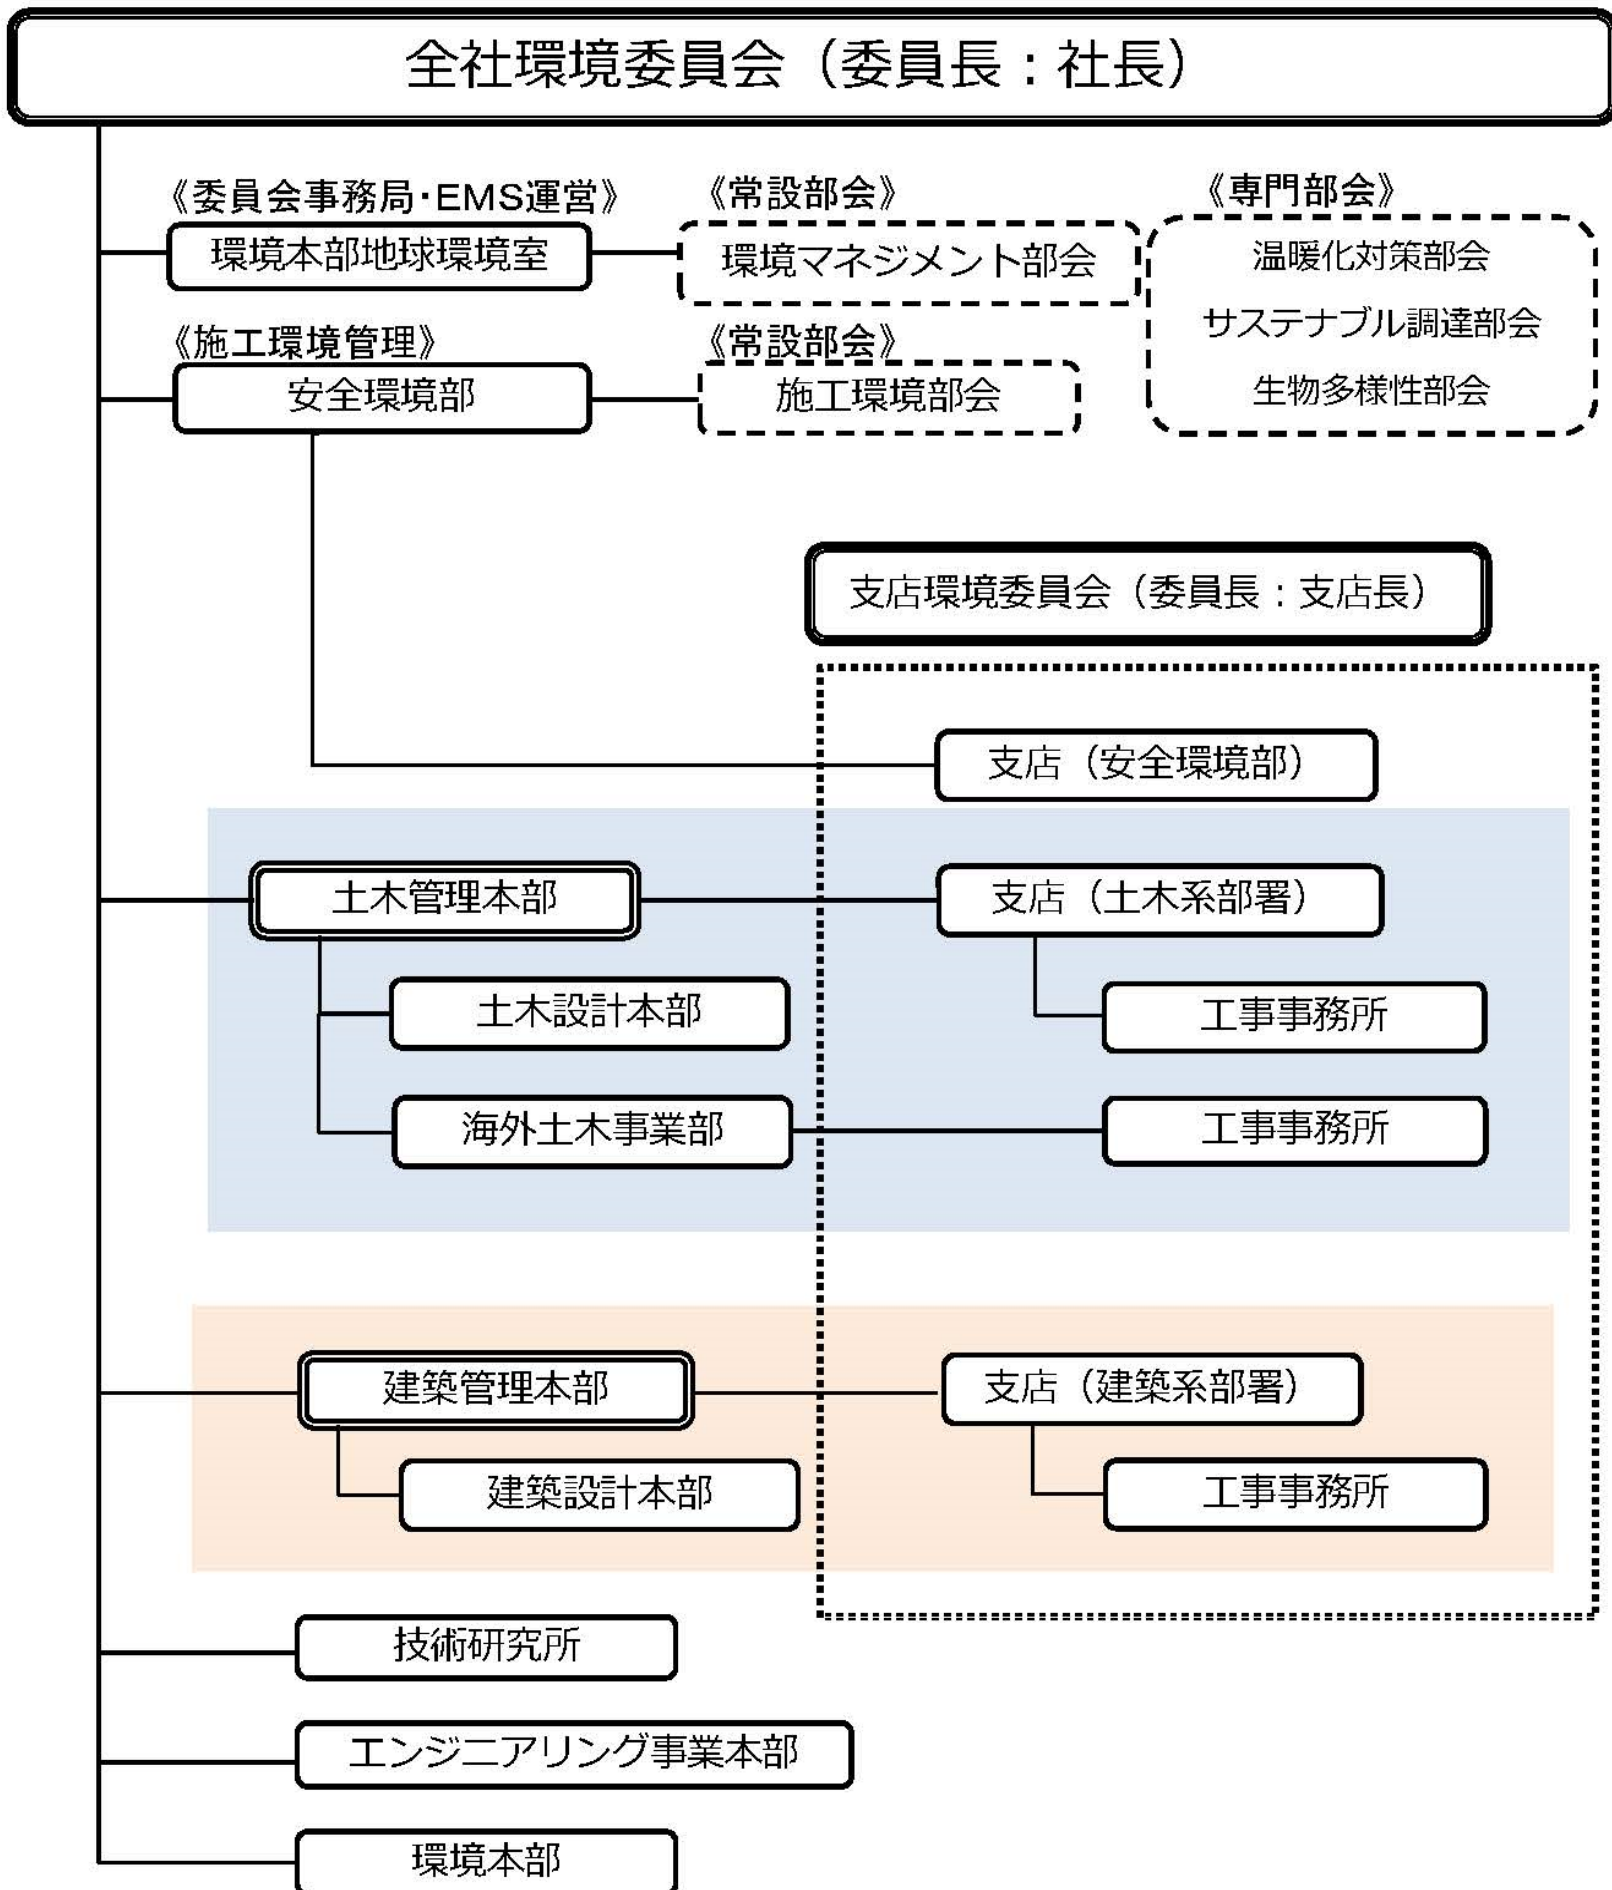 全社環境委員会（委員長：社長）
《委員会事務局・EMS運営》
環境本部地球環境室
《常設部会》
環境マネジメント部会
《専門部会》
温暖化対策部会
サステナブル調達部会
生物多様性部会
《施工環境管理》
安全環境部
《常設部会》
施工環境部会
支店環境委員会（委員長：支店長）
支店（安全環境部）
土木管理本部
支店（土木系部署）
土木設計本部
工事事務所
海外土木事業部
工事事務所
建築管理本部
支店（建築系部署）
建築設計本部
工事事務所
技術研究所
エンジニアリング事業本部
環境本部